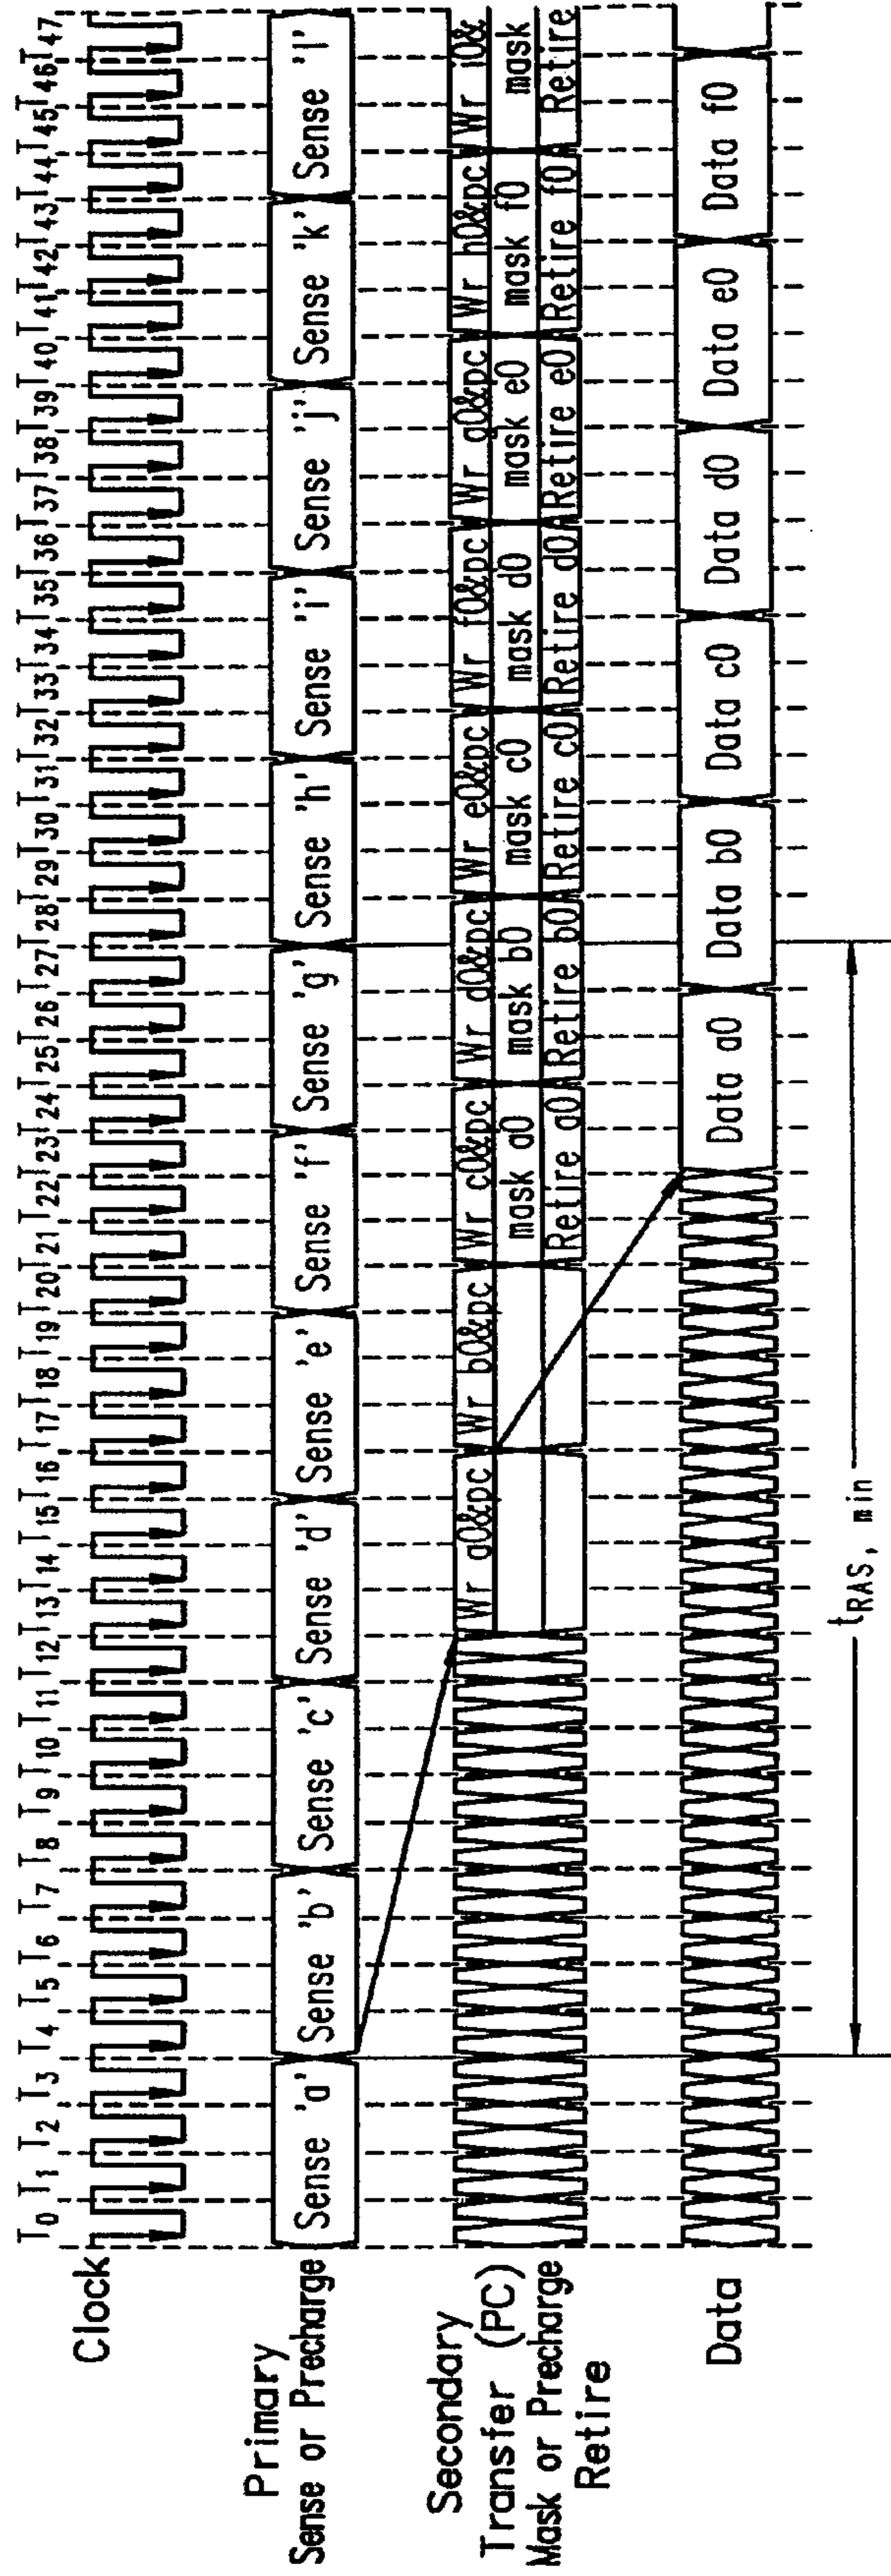 T0 T1 T2 T3 T4 T5 T6 T7 T8 T9 T10 T11 T12 T13 T14 T15 T16 T17 T18 T19 T20 T21 T22 T23 T24 T25 T26 T27 T28 T29 T30 T31 T32 T33 T34 T35 T36 T37 T38 T39 T40 T41 T42 T43 T44 T45 T46 T47
Clock
Primary
Sense or Precharge
Sense 'a' Sense 'b' Sense 'c' Sense 'd' Sense 'e' Sense 'f' Sense 'g' Sense 'h' Sense 'i' Sense 'j' Sense 'k' Sense 'l'
Secondary
Transfer (PC)
Mask or Precharge
Retire
Wr a0&pc Wr b0&pc Wr c0&pc Wr d0&pc Wr e0&pc Wr f0&pc Wr g0&pc Wr h0&pc Wr i0&
mask a0 mask b0 mask c0 mask d0 mask e0 mask f0 mask
Retire a0 Retire b0 Retire c0 Retire d0 Retire e0 Retire f0 Retire
Data
Data a0 Data b0 Data c0 Data d0 Data e0 Data f0
tRAS, min